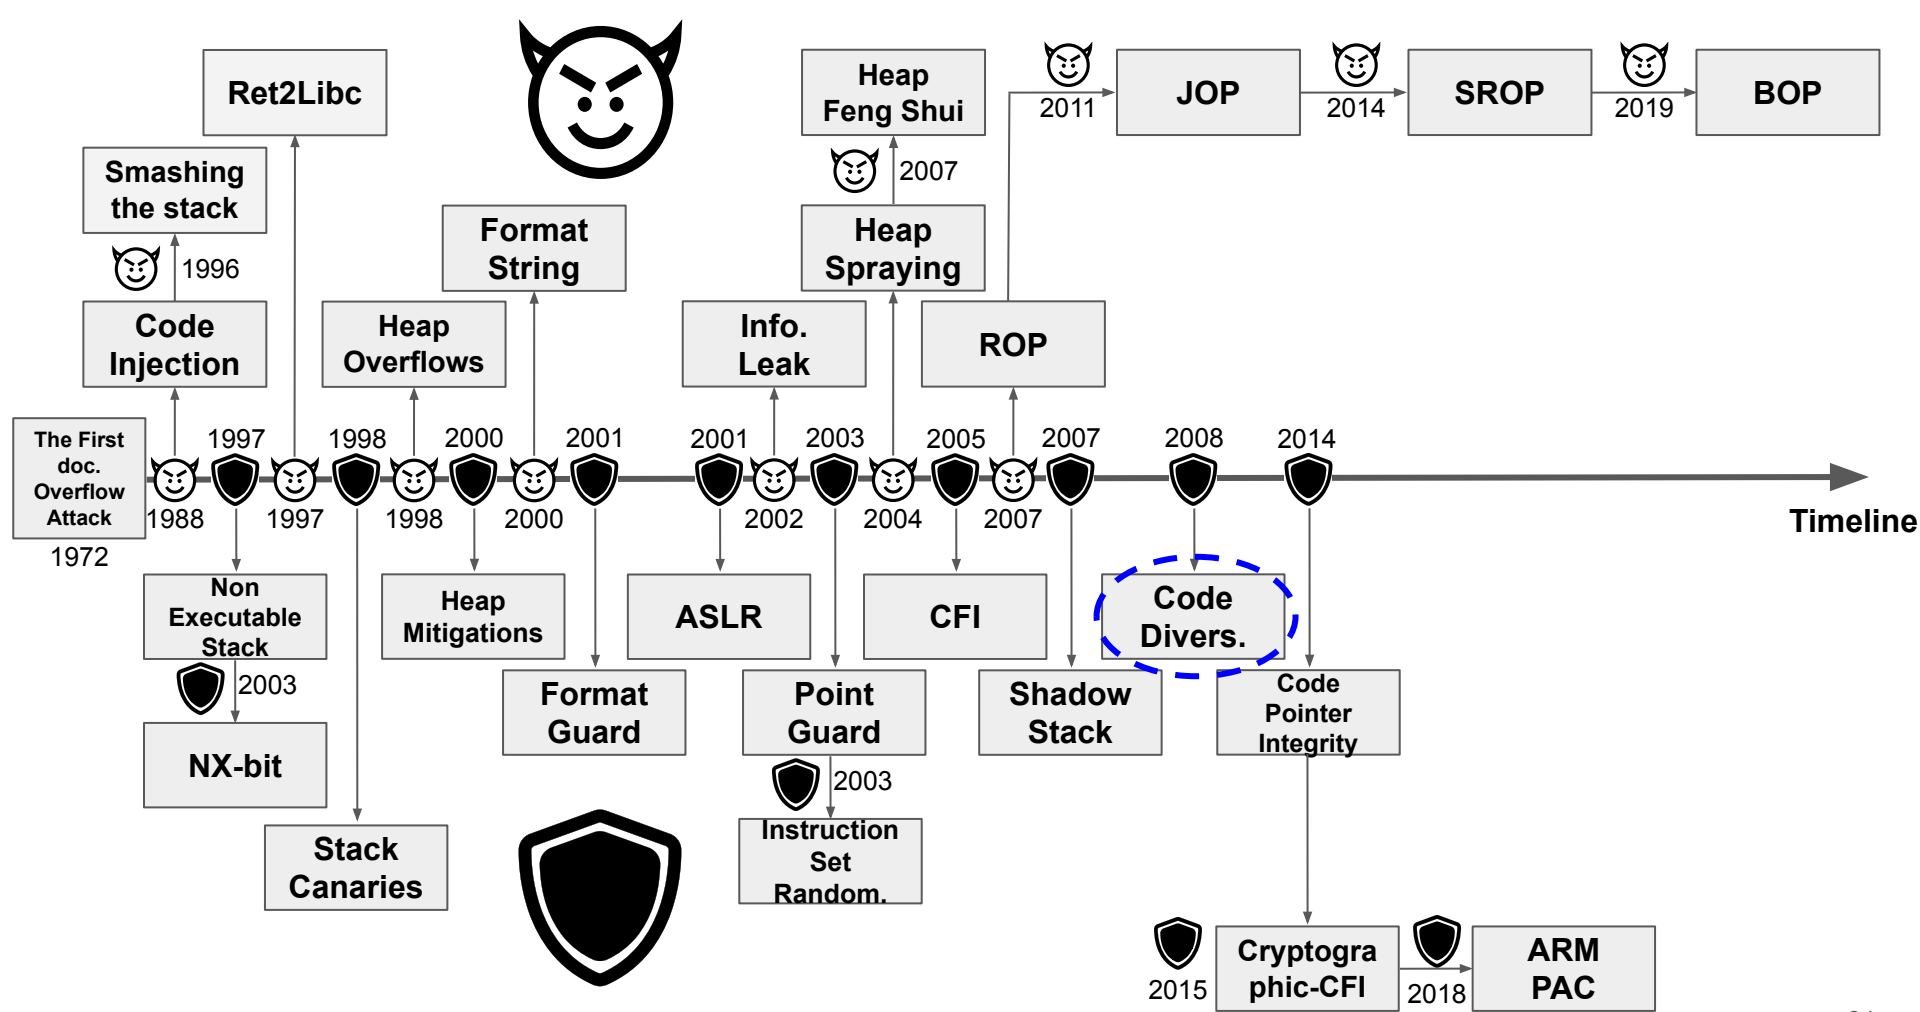 Ret2Libc
Smashing
the stack
1996
Code
Injection
Heap
Overflows
Format
String
Info.
Leak
Heap
Feng Shui
2007
Heap
Spraying
ROP
2011
JOP
2014
SROP
2019
BOP
The First
doc.
Overflow
Attack
1972
1997
1998
2000
2001
2001
2003
2005
2007
2008
2014
1988
1997
1998
2000
2002
2004
2007
Timeline
Non
Executable
Stack
2003
NX-bit
Stack
Canaries
Heap
Mitigations
Format
Guard
ASLR
Point
Guard
2003
Instruction
Set
Random.
CFI
Shadow
Stack
Code
Divers.
Code
Pointer
Integrity
2015
Cryptogra
phic-CFI
2018
ARM
PAC